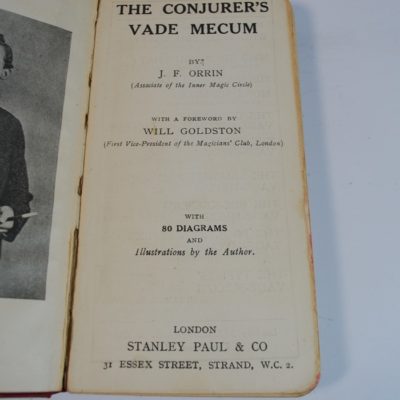 THE CONJURER'S
VADE MECUM
BY
J. F. ORRIN
(Associate of the Inner Magic Circle)
WITH A FOREWORD BY
WILL GOLDSTON
(First Vice-President of the Magicians' Club, London)
WITH
80 DIAGRAMS
AND
Illustrations by the Author.
LONDON
STANLEY PAUL & CO
31 ESSEX STREET, STRAND, W.C. 2.